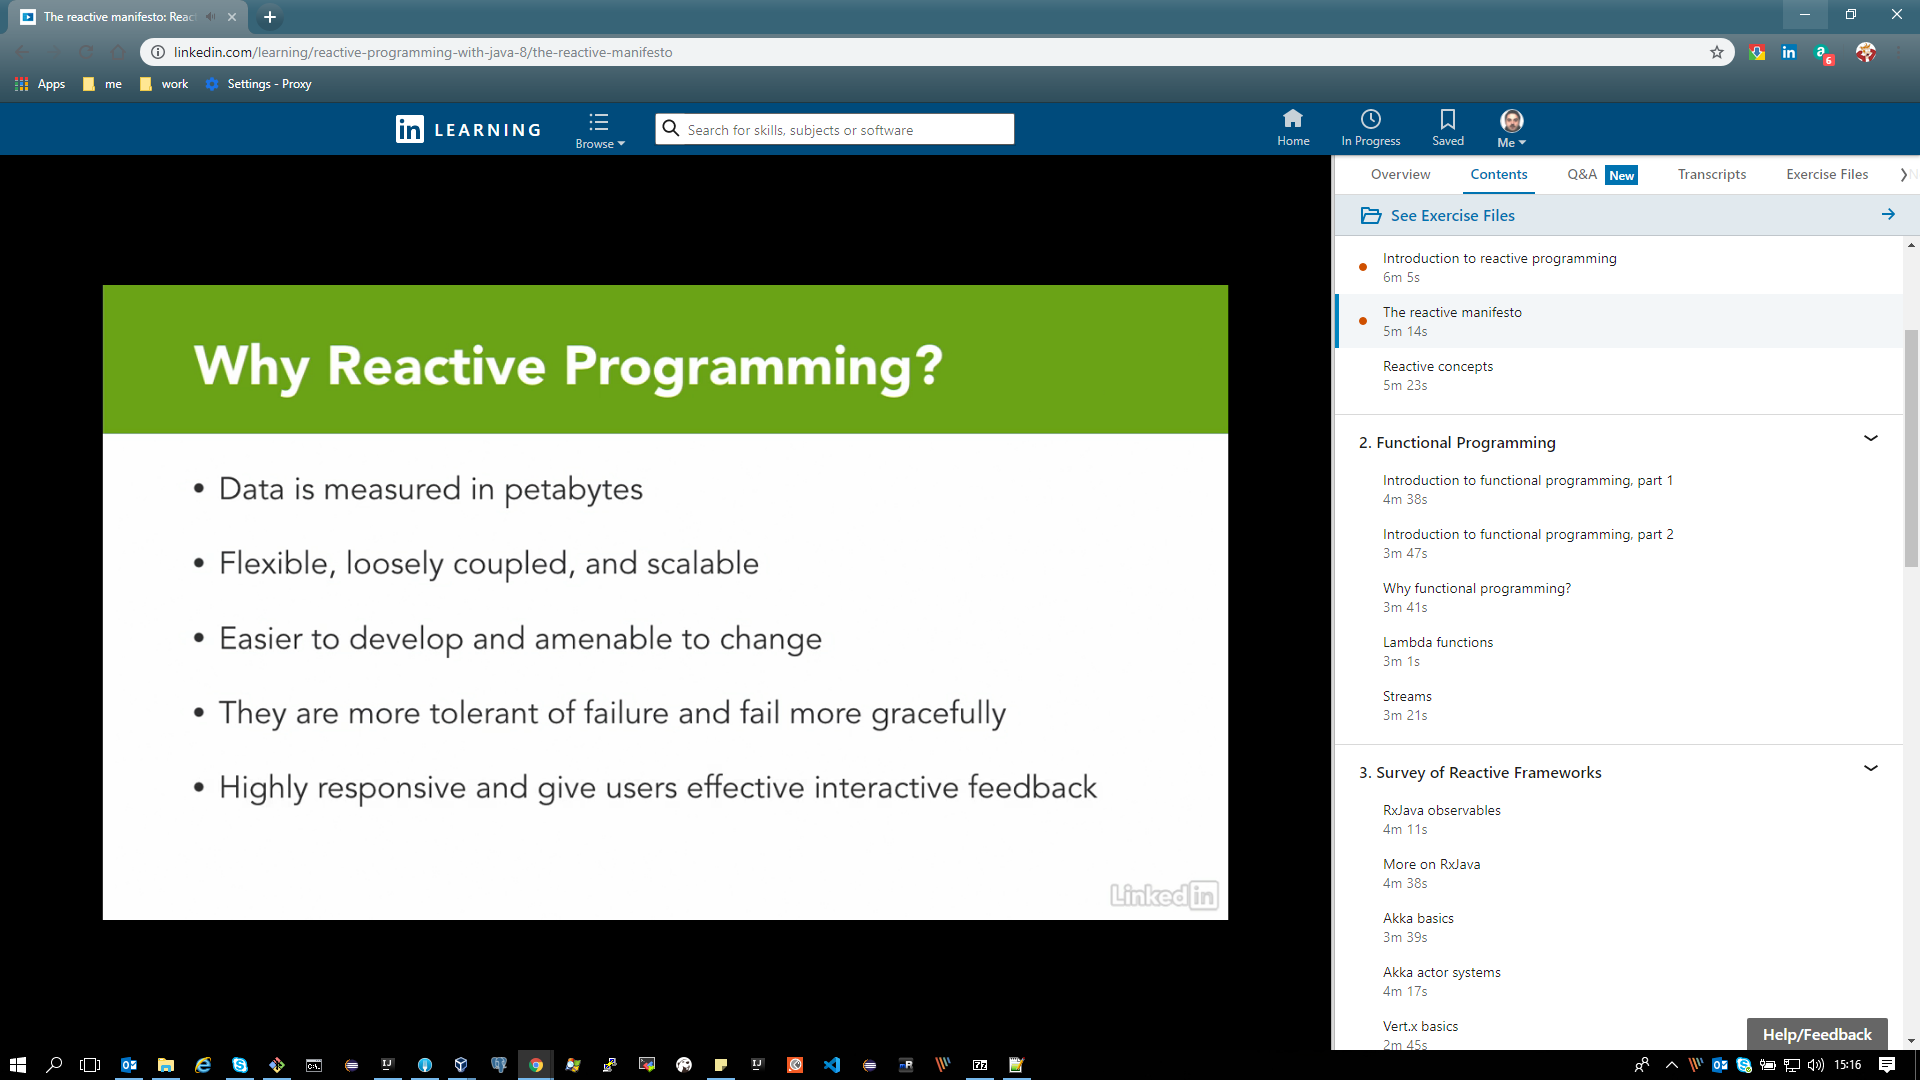 The reactive manifesto: Reac
linkedin.com/learning/reactive-programming-with-java-8/the-reactive-manifesto
6
Apps
me
work
Settings - Proxy
in LEARNING
Browse
Search for skills, subjects or software
Home
In Progress
Saved
Me
Overview
Contents
Q&A New
Transcripts
Exercise Files
See Exercise Files
Introduction to reactive programming
6m 5s
The reactive manifesto
5m 14s
Reactive concepts
5m 23s
2. Functional Programming
Introduction to functional programming, part 1
4m 38s
Introduction to functional programming, part 2
3m 47s
Why functional programming?
3m 41s
Lambda functions
3m 1s
Streams
3m 21s
3. Survey of Reactive Frameworks
RxJava observables
4m 11s
More on RxJava
4m 38s
Akka basics
3m 39s
Akka actor systems
4m 17s
Vert.x basics
2m 45s
Help/Feedback
Why Reactive Programming?
• Data is measured in petabytes
• Flexible, loosely coupled, and scalable
• Easier to develop and amenable to change
• They are more tolerant of failure and fail more gracefully
• Highly responsive and give users effective interactive feedback
Linked in
15:16